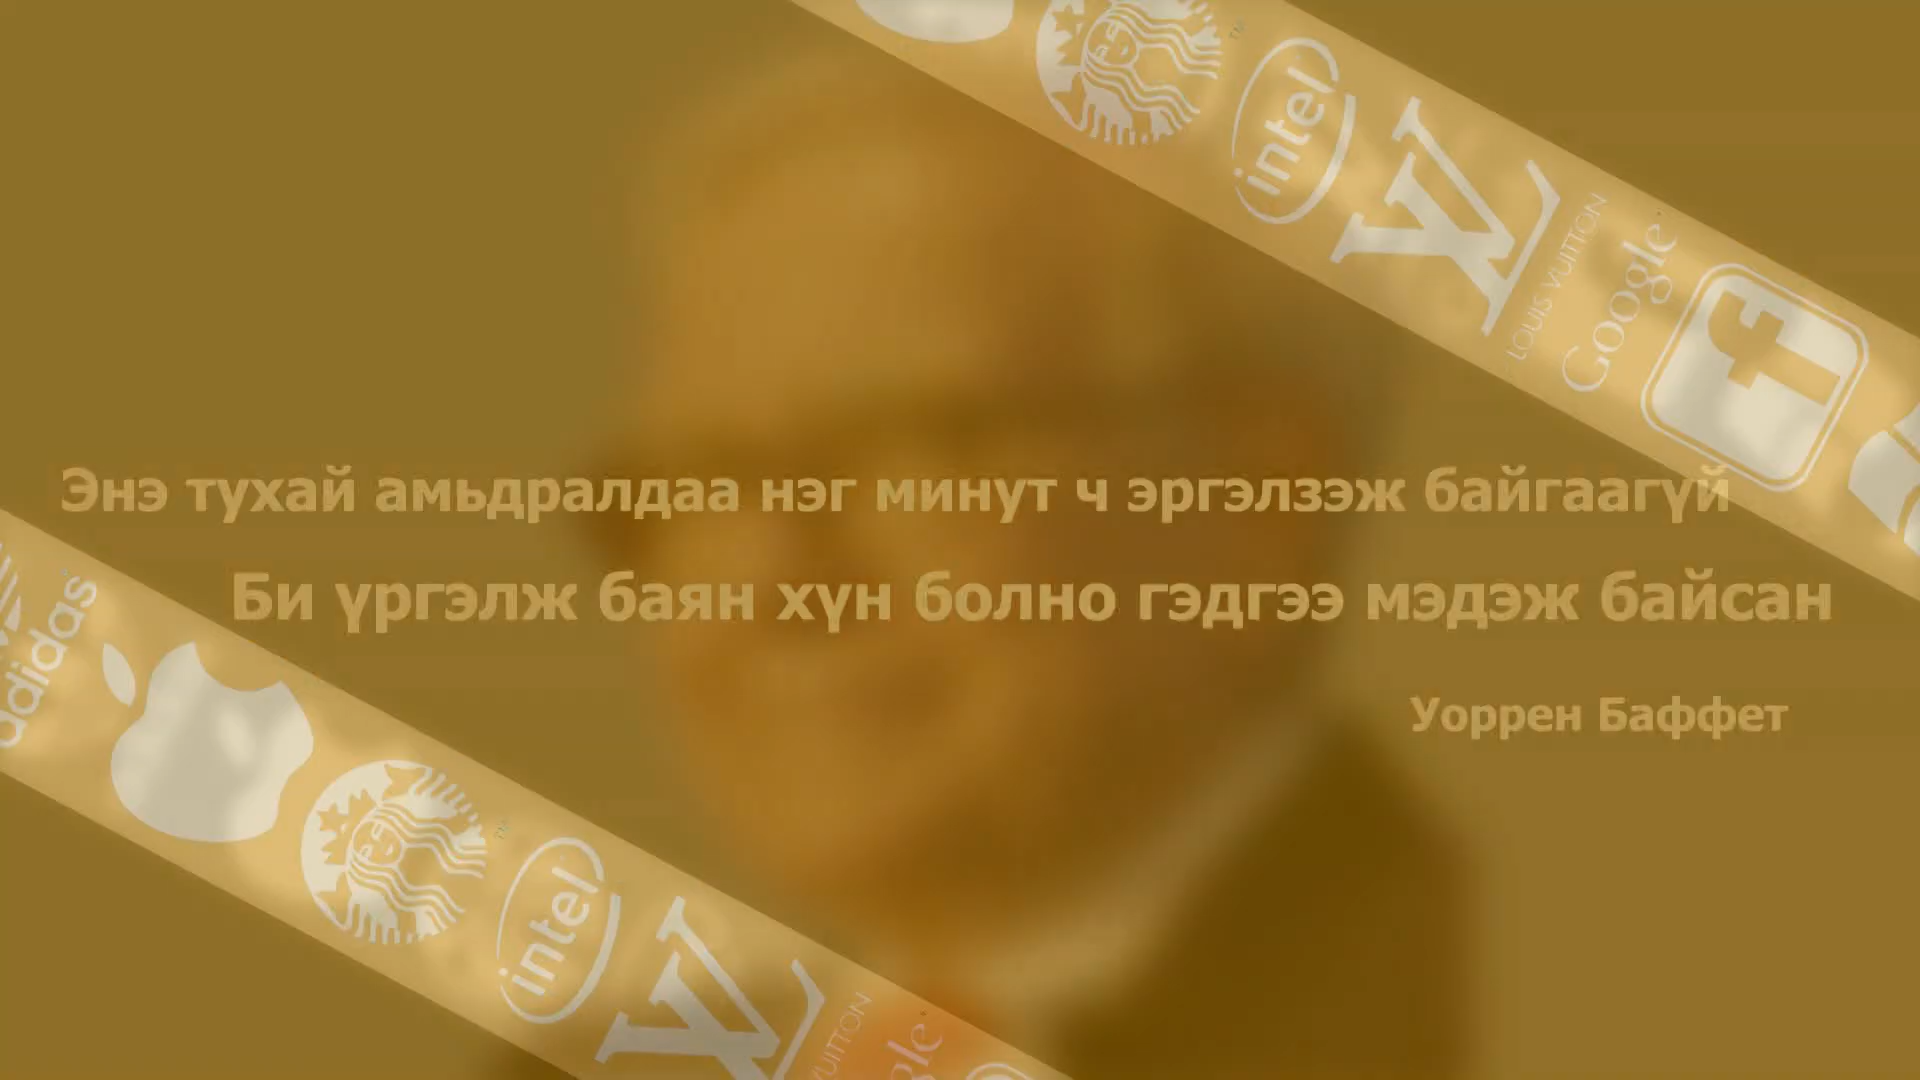 intel
LOUIS VUITTON
Google
Энэ тухай амьдралдаа нэг минут ч эргэлзээж байгаагүй
Би үргэлж баян хүн болно гэдгээ мэдэж байсан
Уоррен Баффет
adidas
intel